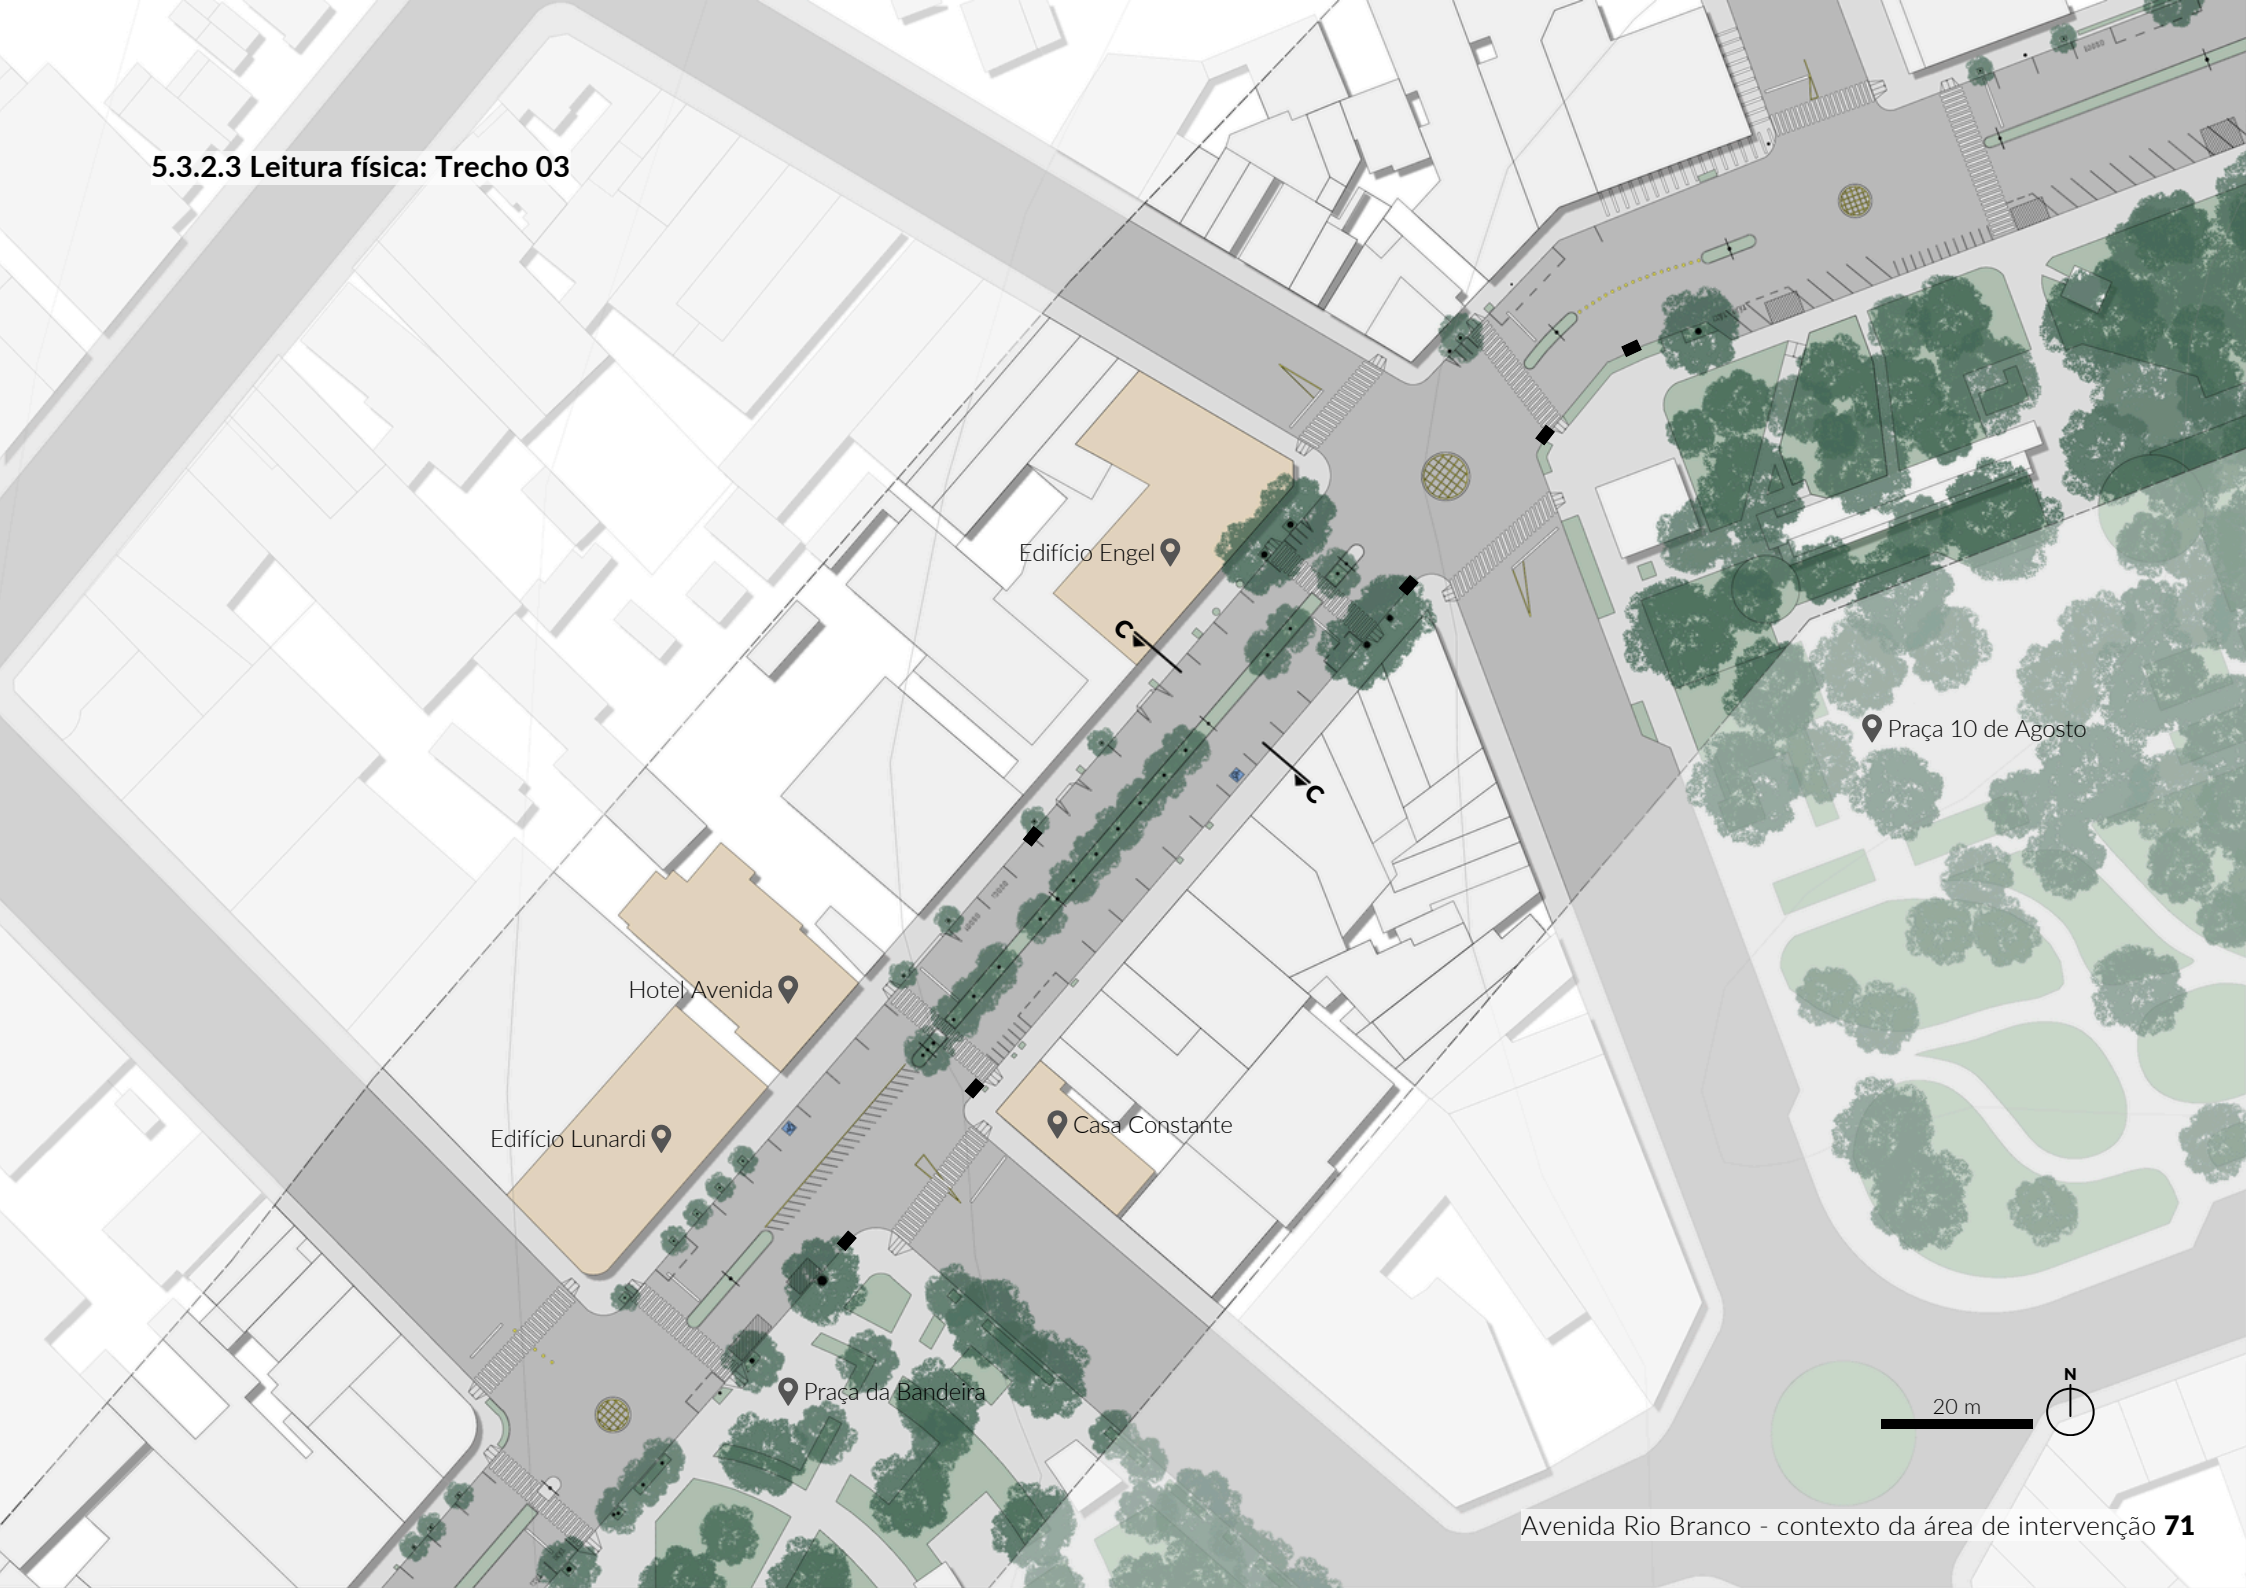 5.3.2.3 Leitura física: Trecho 03
Edifício Engel
C
Praça 10 de Agosto
C
Hotel Avenida
Casa Constante
Edifício Lunardi
Praça da Bandeira
N
20 m
Avenida Rio Branco - contexto da área de intervenção 71